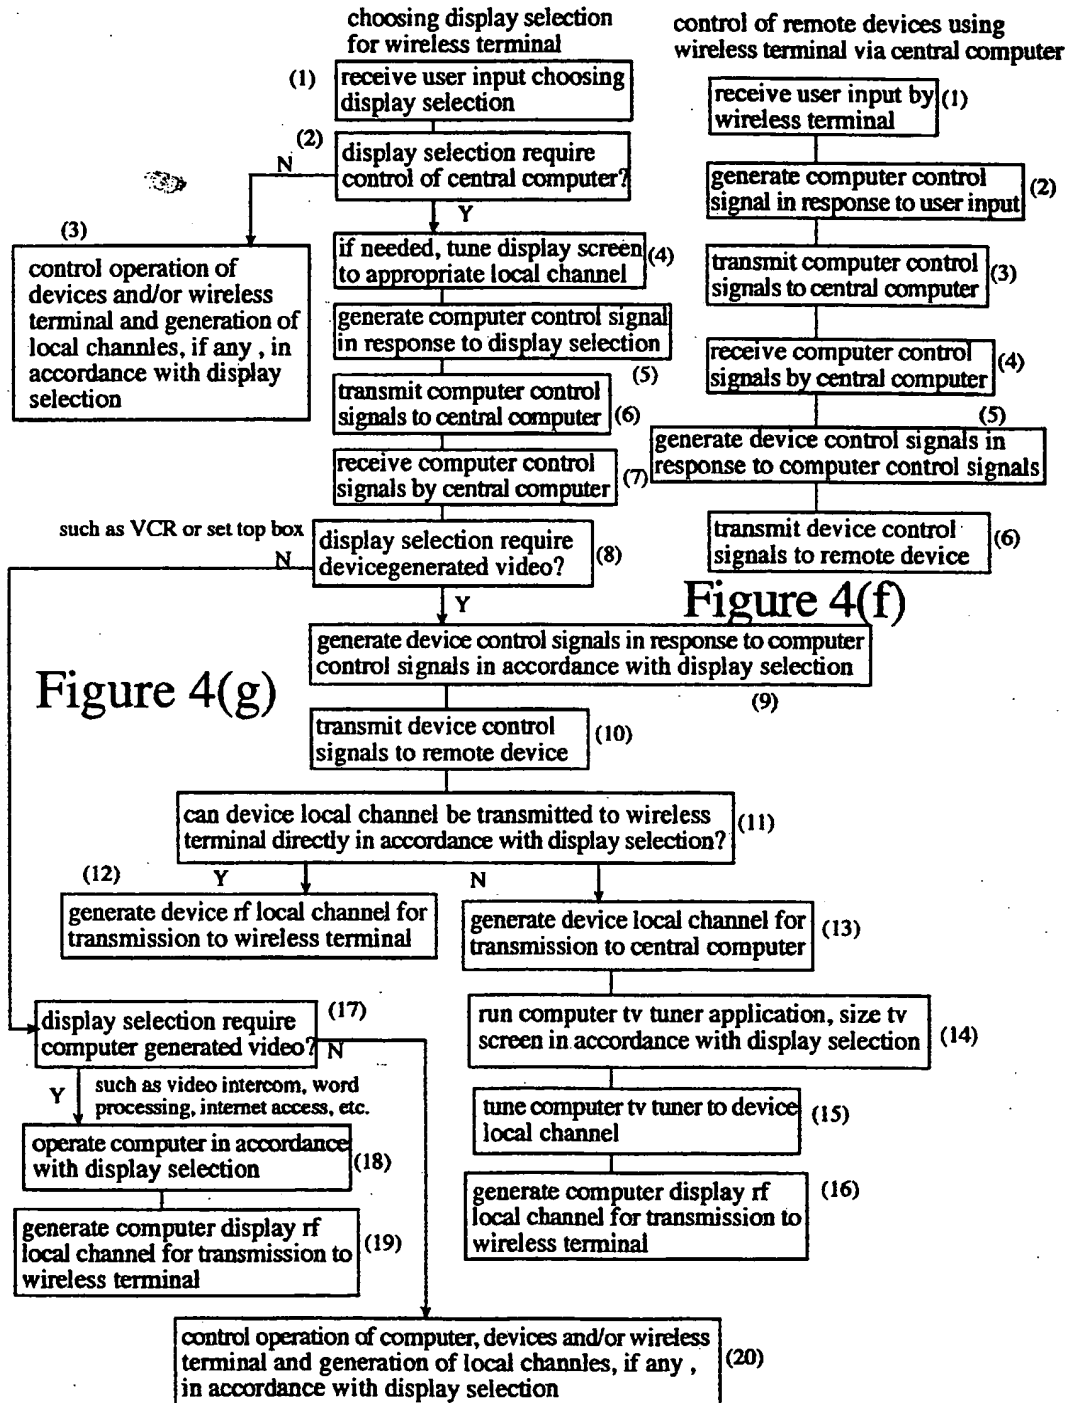 choosing display selection
for wireless terminal
(1)
receive user input choosing
display selection
(2)
display selection require
control of central computer?
N
Y
(3)
control operation of
devices and/or wireless
terminal and generation of
local channles, if any , in
accordance with display
selection
if needed, tune display screen
to appropriate local channel
(4)
generate computer control signal
in response to display selection
(5)
transmit computer control
signals to central computer
(6)
receive computer control
signals by central computer
(7)
such as VCR or set top box
N
display selection require
devicegenerated video?
(8)
Y
generate device control signals in response to computer
control signals in accordance with display selection
(9)
Figure 4(g)
transmit device control
signals to remote device
(10)
can device local channel be transmitted to wireless
terminal directly in accordance with display selection?
(11)
(12)
Y
N
generate device rf local channel for
transmission to wireless terminal
generate device local channel for
transmission to central computer
(13)
run computer tv tuner application, size tv
screen in accordance with display selection
(14)
tune computer tv tuner to device
local channel
(15)
generate computer display rf
local channel for transmission to
wireless terminal
(16)
display selection require
computer generated video?
(17)
N
Y
such as video intercom, word
processing, internet access, etc.
operate computer in accordance
with display selection
(18)
generate computer display rf
local channel for transmission to
wireless terminal
(19)
control operation of computer, devices and/or wireless
terminal and generation of local channles, if any ,
in accordance with display selection
(20)
control of remote devices using
wireless terminal via central computer
receive user input by
wireless terminal
(1)
generate computer control
signal in response to user input
(2)
transmit computer control
signals to central computer
(3)
receive computer control
signals by central computer
(4)
(5)
generate device control signals in
response to computer control signals
transmit device control
signals to remote device
(6)
Figure 4(f)